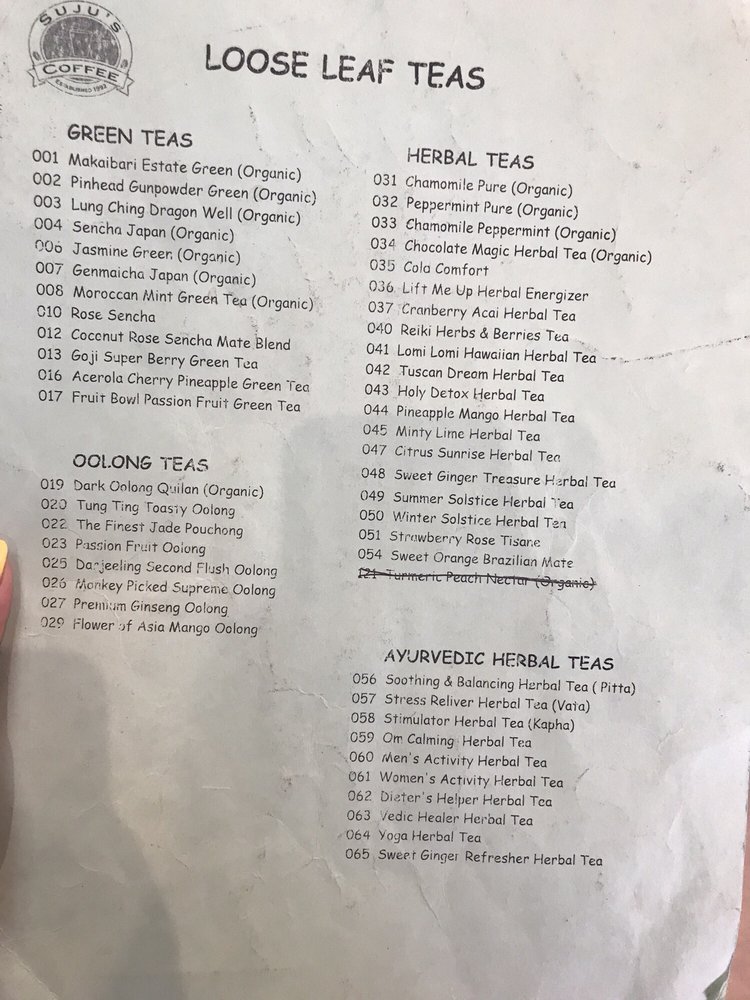 SUJU'S
COFFEE
ESTABLISHED 1992
LOOSE LEAF TEAS
GREEN TEAS
001 Makaibari Estate Green (Organic)
002 Pinhead Gunpowder Green (Organic)
003 Lung Ching Dragon Well (Organic)
004 Sencha Japan (Organic)
006 Jasmine Green (Organic)
007 Genmaicha Japan (Organic)
008 Moroccan Mint Green Tea (Organic)
010 Rose Sencha
012 Coconut Rose Sencha Mate Blend
013 Goji Super Berry Green Tea
016 Acerola Cherry Pineapple Green Tea
017 Fruit Bowl Passion Fruit Green Tea
OOLONG TEAS
019 Dark Oolong Quilan (Organic)
020 Tung Ting Toasty Oolong
022 The Finest Jade Pouchong
023 Passion Fruit Oolong
025 Darjeeling Second Flush Oolong
026 Monkey Picked Supreme Oolong
027 Premium Ginseng Oolong
029 Flower of Asia Mango Oolong
HERBAL TEAS
031 Chamomile Pure (Organic)
032 Peppermint Pure (Organic)
033 Chamomile Peppermint (Organic)
034 Chocolate Magic Herbal Tea (Organic)
035 Cold Comfort
036 Lift Me Up Herbal Energizer
037 Cranberry Acai Herbal Tea
040 Reiki Herbs & Berries Tea
041 Lomi Lomi Hawaiian Herbal Tea
042 Tuscan Dream Herbal Tea
043 Holy Detox Herbal Tea
044 Pineapple Mango Herbal Tea
045 Minty Lime Herbal Tea
047 Citrus Sunrise Herbal Tea
048 Sweet Ginger Treasure Herbal Tea
049 Summer Solstice Herbal Tea
050 Winter Solstice Herbal Tea
051 Strawberry Rose Tisane
054 Sweet Orange Brazilian Mate
121 Turmeric Peach Nectar (Organic)
AYURVEDIC HERBAL TEAS
056 Soothing & Balancing Herbal Tea ( Pitta)
057 Stress Reliver Herbal Tea (Vata)
058 Stimulator Herbal Tea (Kapha)
059 Om Calming Herbal Tea
060 Men's Activity Herbal Tea
061 Women's Activity Herbal Tea
062 Dieter's Helper Herbal Tea
063 Vedic Healer Herbal Tea
064 Yoga Herbal Tea
065 Sweet Ginger Refresher Herbal Tea